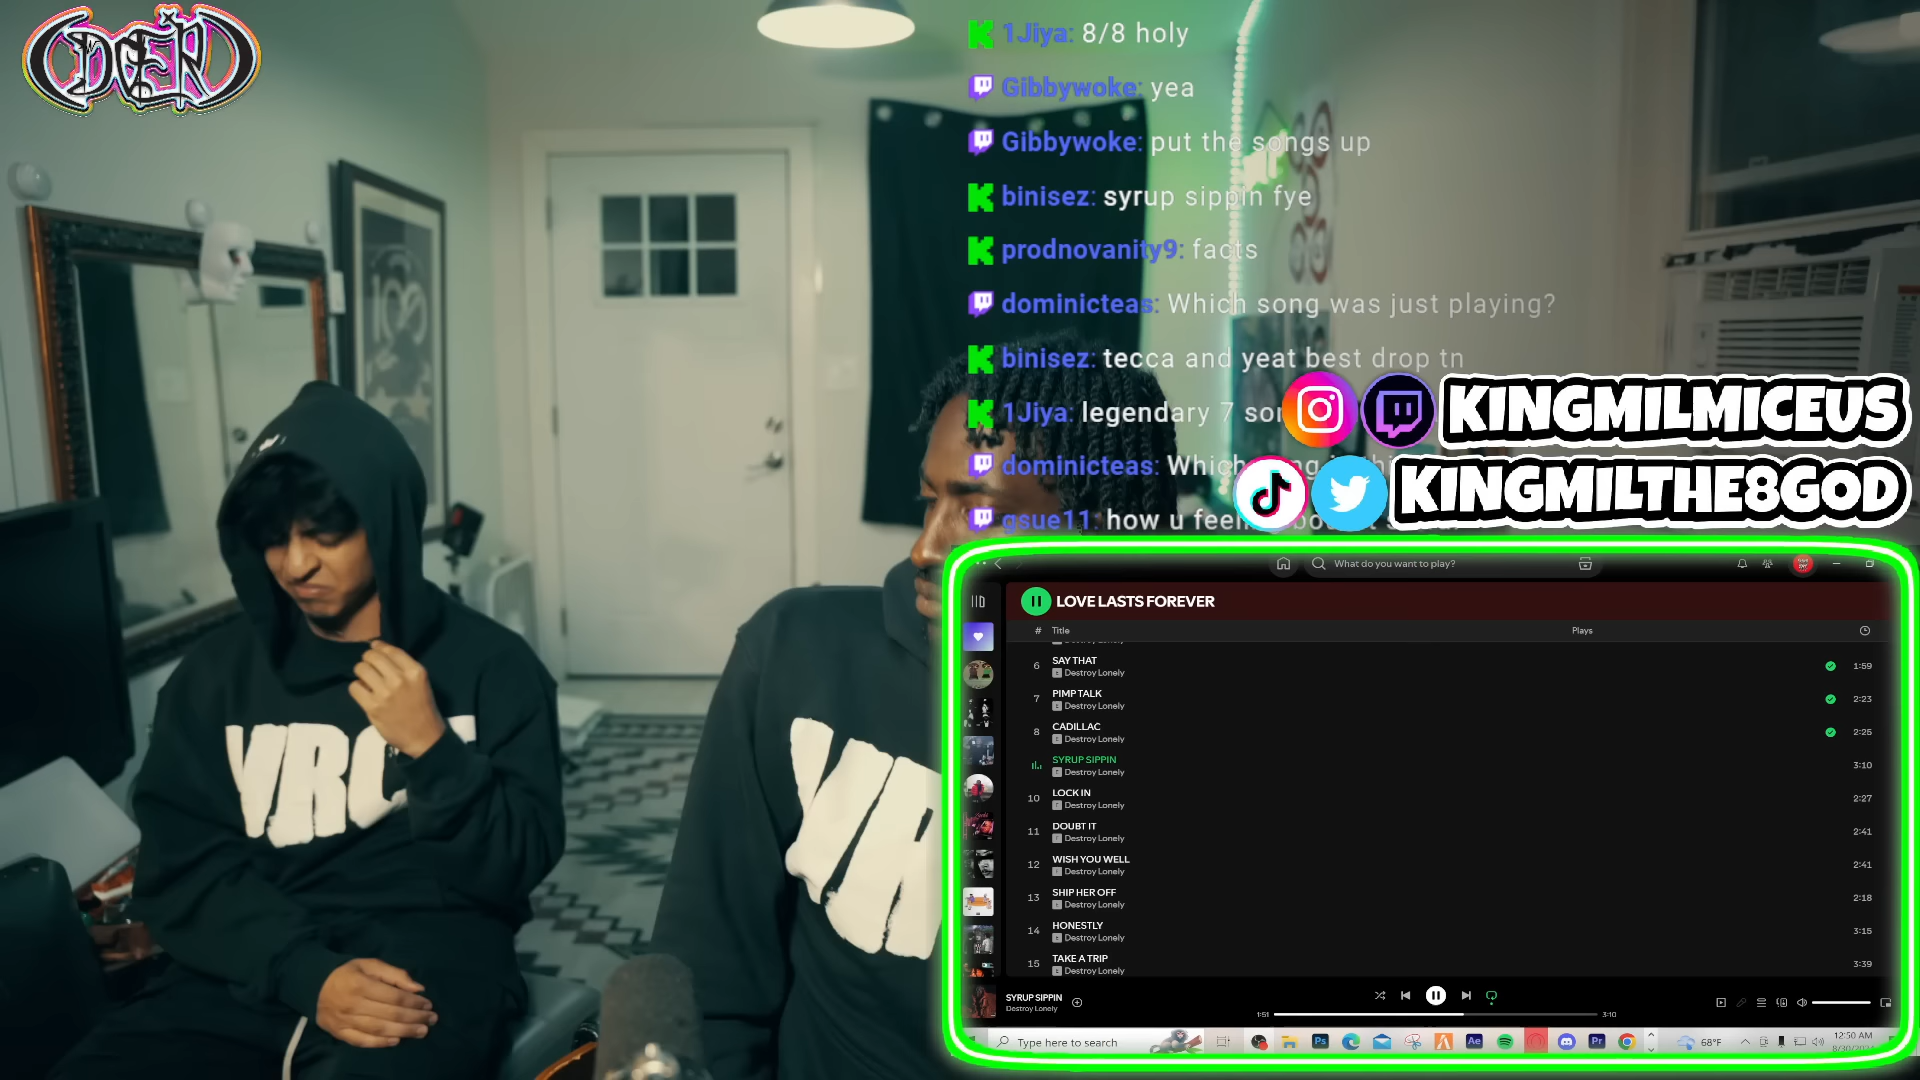 1Jiya: 8/8 holy
Gibbywoke: yea
Gibbywoke: put the songs up
binisez: syrup sippin fye
prodnovanity9: facts
dominicteas: Which song was just playing?
binisez: tecca and yeat best drop tn
1Jiya: legendary 7
dominicteas:
gsue11: how u
KINGMILMICEUS
KINGMILTHE8GOD
What do you want to play?
LOVE LASTS FOREVER
# Title Plays
6 SAY THAT 1:59
Destroy Lonely
7 PIMP TALK 2:23
Destroy Lonely
8 CADILLAC 2:25
Destroy Lonely
SYRUP SIPPIN 3:10
Destroy Lonely
10 LOCK IN 2:27
Destroy Lonely
11 DOUBT IT 2:41
Destroy Lonely
12 WISH YOU WELL 2:41
Destroy Lonely
13 SHIP HER OFF 2:18
Destroy Lonely
14 HONESTLY 3:15
Destroy Lonely
15 TAKE A TRIP 3:39
Destroy Lonely
SYRUP SIPPIN
Destroy Lonely
1:51 3:10
Type here to search
Ps
Ae
Pr
68°F
12:50 AM